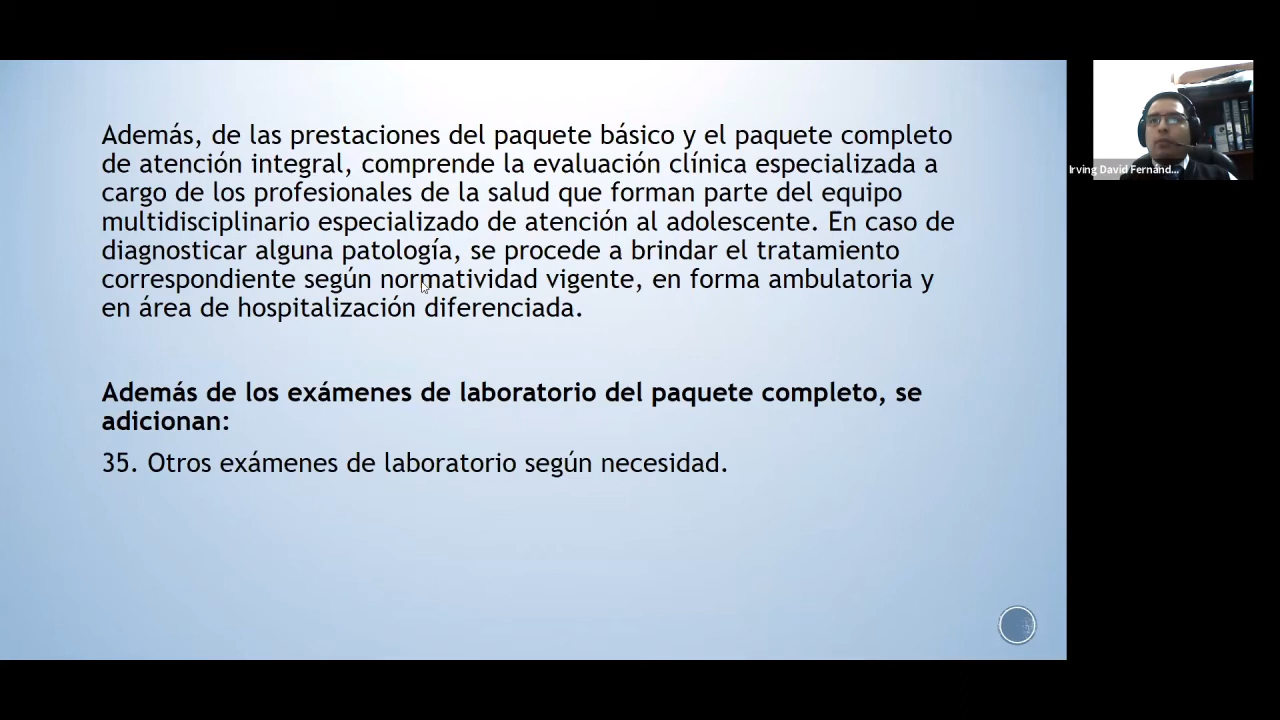 Además, de las prestaciones del paquete básico y el paquete completo
de atención integral, comprende la evaluación clínica especializada a
cargo de los profesionales de la salud que forman parte del equipo
multidisciplinario especializado de atención al adolescente. En caso de
diagnosticar alguna patología, se procede a brindar el tratamiento
correspondiente según normatividad vigente, en forma ambulatoria y
en área de hospitalización diferenciada.
Además de los exámenes de laboratorio del paquete completo, se
adicionan:
35. Otros exámenes de laboratorio según necesidad.
Irving David Fernánd...